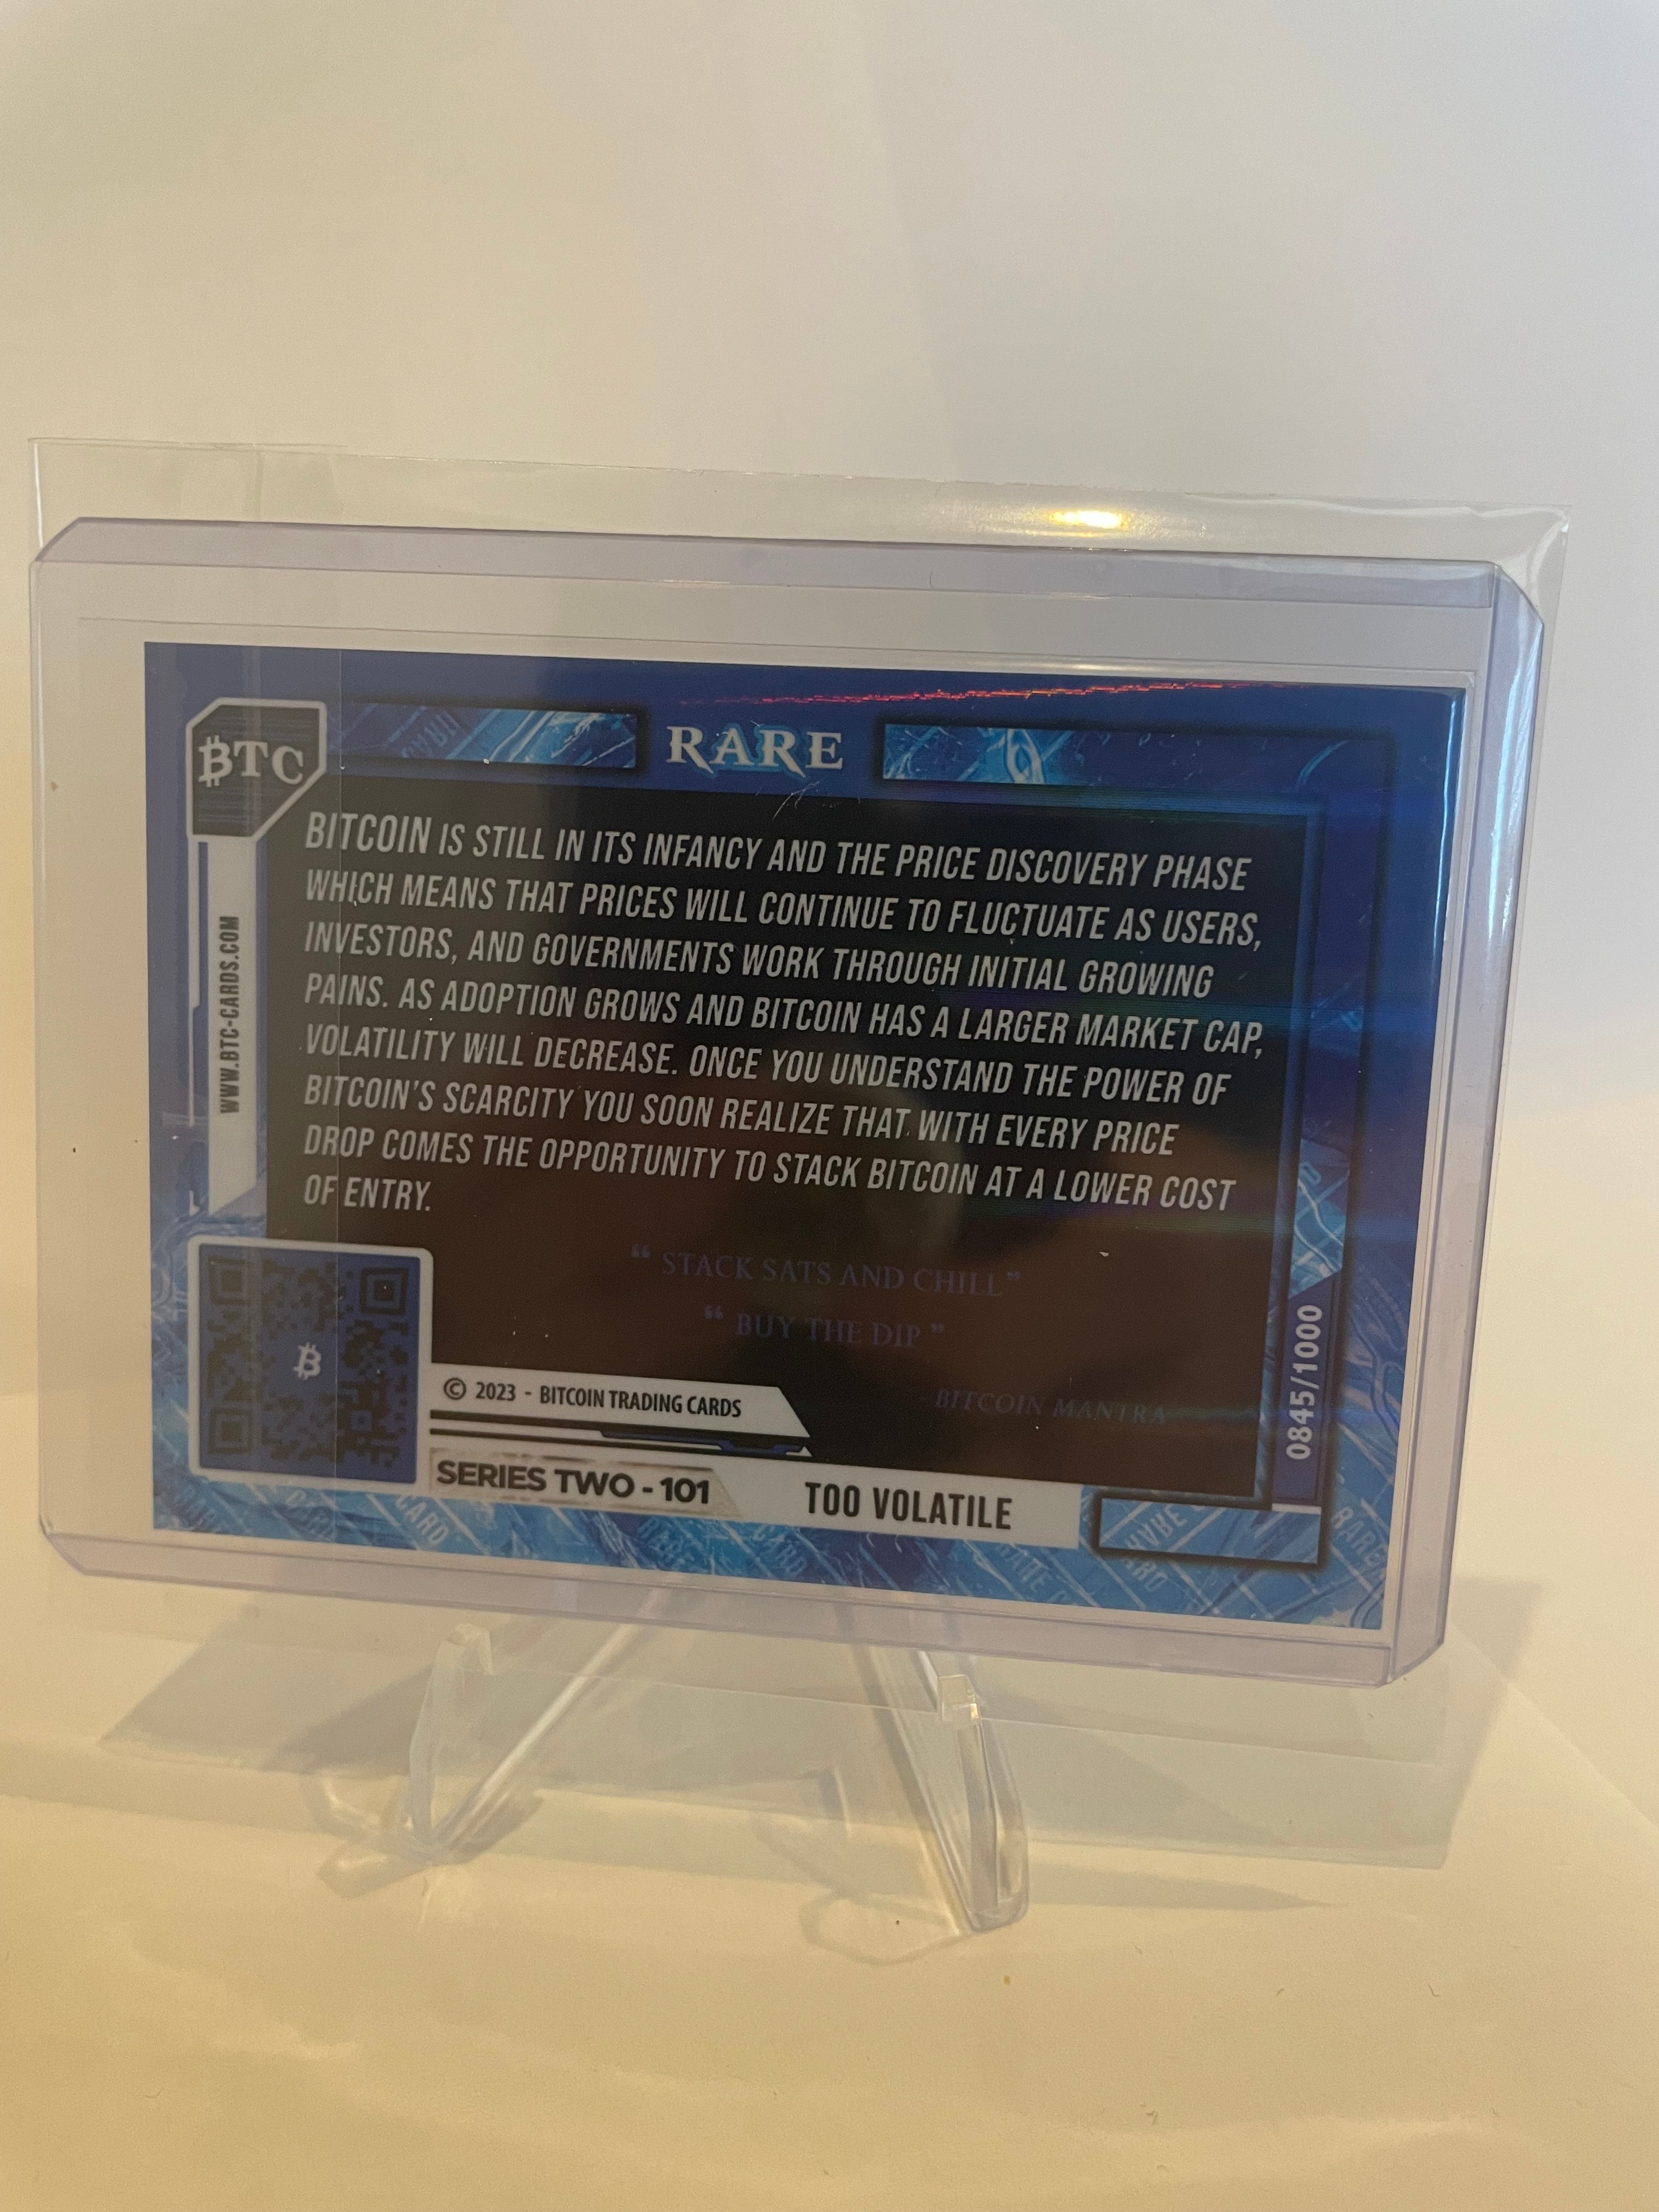 BTC
RARE
BITCOIN IS STILL IN ITS INFANCY AND THE PRICE DISCOVERY PHASE
WHICH MEANS THAT PRICES WILL CONTINUE TO FLUCTUATE AS USERS,
INVESTORS, AND GOVERNMENTS WORK THROUGH INITIAL GROWING
PAINS. AS ADOPTION GROWS AND BITCOIN HAS A LARGER MARKET CAP,
VOLATILITY WILL DECREASE. ONCE YOU UNDERSTAND THE POWER OF
BITCOIN'S SCARCITY YOU SOON REALIZE THAT WITH EVERY PRICE
DROP COMES THE OPPORTUNITY TO STACK BITCOIN AT A LOWER COST
OF ENTRY.
WWW.BTC-CARDS.COM
“ STACK SATS AND CHILL”
“ BUY THE DIP ”
BITCOIN MANTRA
0845/1000
© 2023 - BITCOIN TRADING CARDS
SERIES TWO - 101
TOO VOLATILE
CARD
RARE